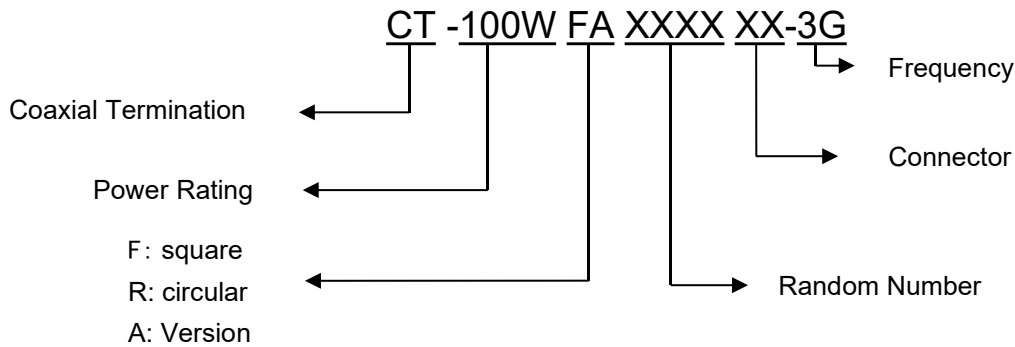 CT -100W FA XXXX XX-3G
Frequency
Coaxial Termination
Connector
Power Rating
F: square
R: circular
A: Version
Random Number